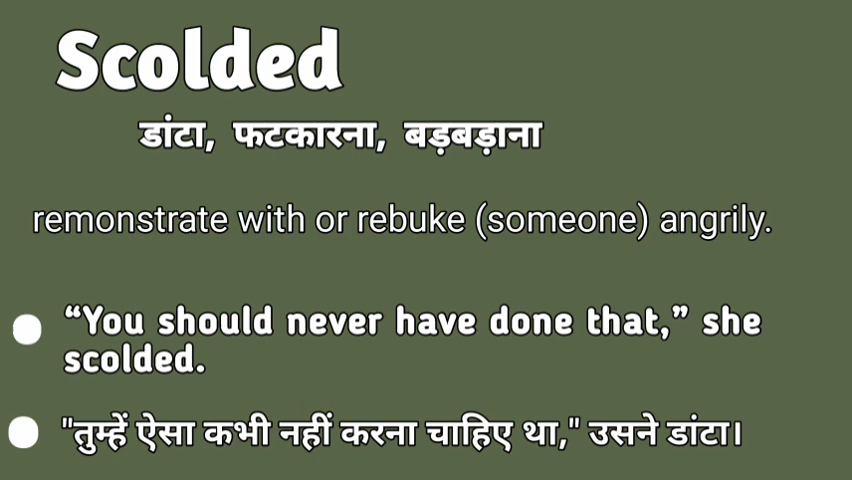 Scolded
डांटा, फटकारना, बड़बड़ाना
remonstrate with or rebuke (someone) angrily.
“You should never have done that,” she
scolded.
"तुम्हें ऐसा कभी नहीं करना चाहिए था," उसने डांटा।